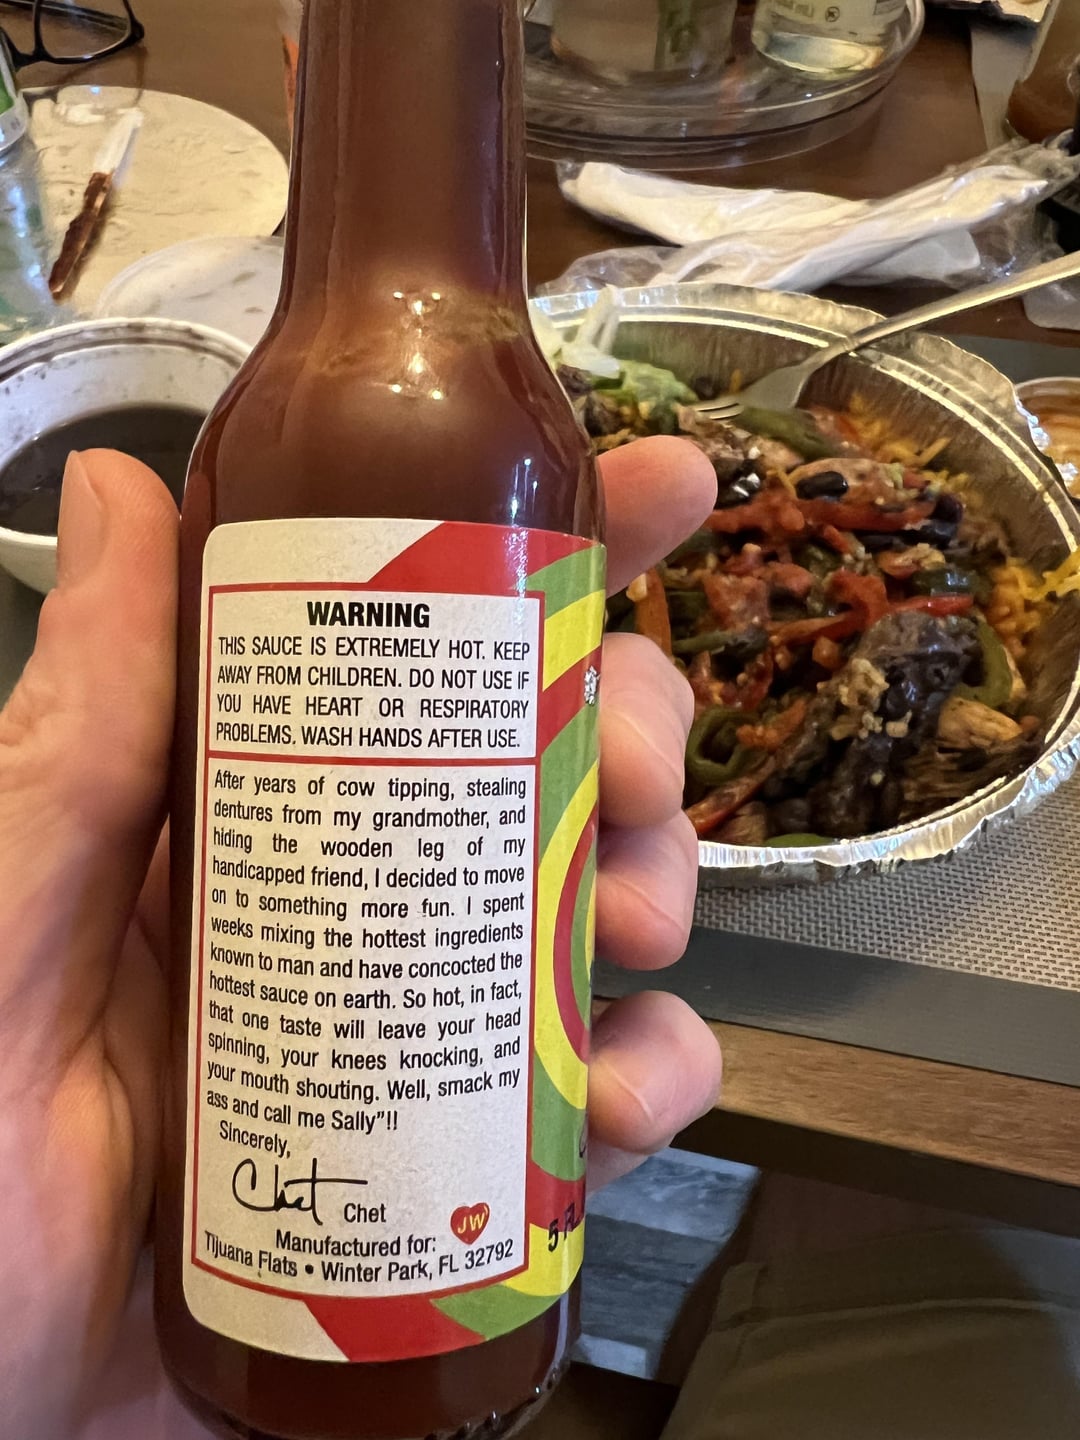 WARNING
THIS SAUCE IS EXTREMELY HOT. KEEP
AWAY FROM CHILDREN. DO NOT USE IF
YOU HAVE HEART OR RESPIRATORY
PROBLEMS. WASH HANDS AFTER USE.
After years of cow tipping, stealing
dentures from my grandmother, and
hiding the wooden leg of my
handicapped friend, I decided to move
on to something more fun. I spent
weeks mixing the hottest ingredients
known to man and have concocted the
hottest sauce on earth. So hot, in fact,
that one taste will leave your head
spinning, your knees knocking, and
your mouth shouting. Well, smack my
ass and call me Sally"!!
Sincerely,
Chet
Chet
JW
Manufactured for:
Tijuana Flats • Winter Park, FL 32792
5 FL